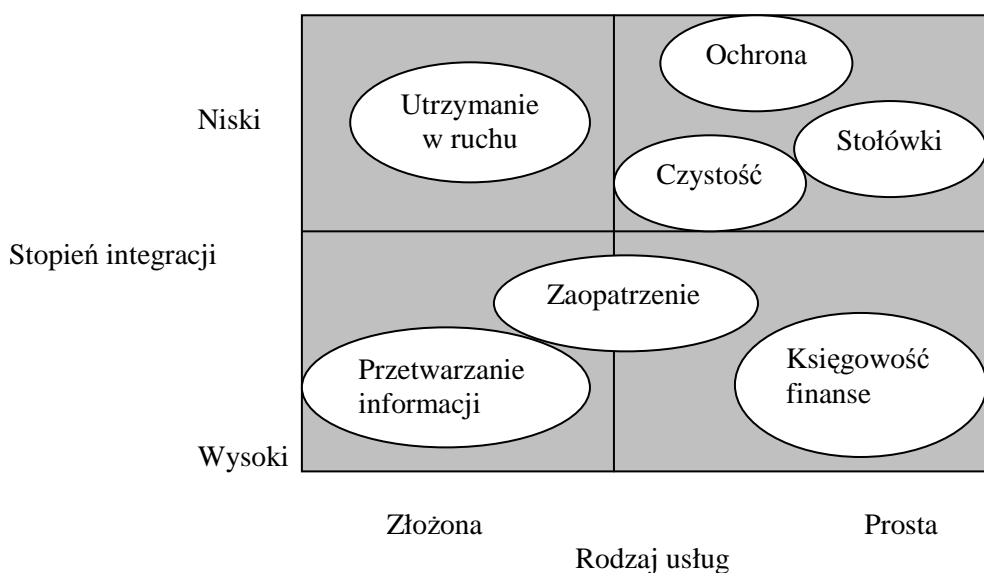 Ochrona
Niski
Utrzymanie
w ruchu
Stołówki
Czystość
Stopień integracji
Zaopatrzenie
Przetwarzanie
informacji
Księgowość
finanse
Wysoki
Złożona
Prosta
Rodzaj usług